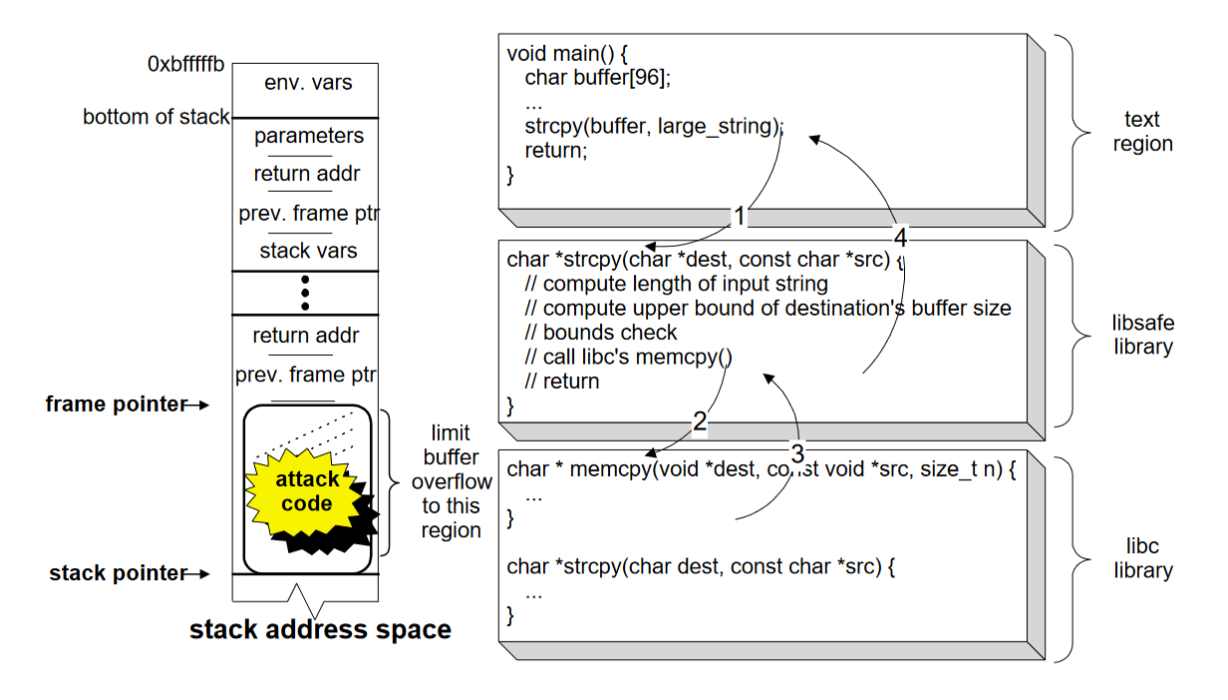 0xbfffffb
env. vars
bottom of stack
parameters
return addr
prev. frame ptr
stack vars
return addr
prev. frame ptr
frame pointer
attack
code
limit
buffer
overflow
to this
region
stack pointer
stack address space
void main() {
char buffer[96];
...
strcpy(buffer, large_string);
return;
}
text
region
1
4
char *strcpy(char *dest, const char *src) {
// compute length of input string
// compute upper bound of destination's buffer size
// bounds check
// call libc's memcpy()
// return
}
libsafe
library
2
3
char * memcpy(void *dest, const void *src, size_t n) {
...
}
char *strcpy(char dest, const char *src) {
...
}
libc
library